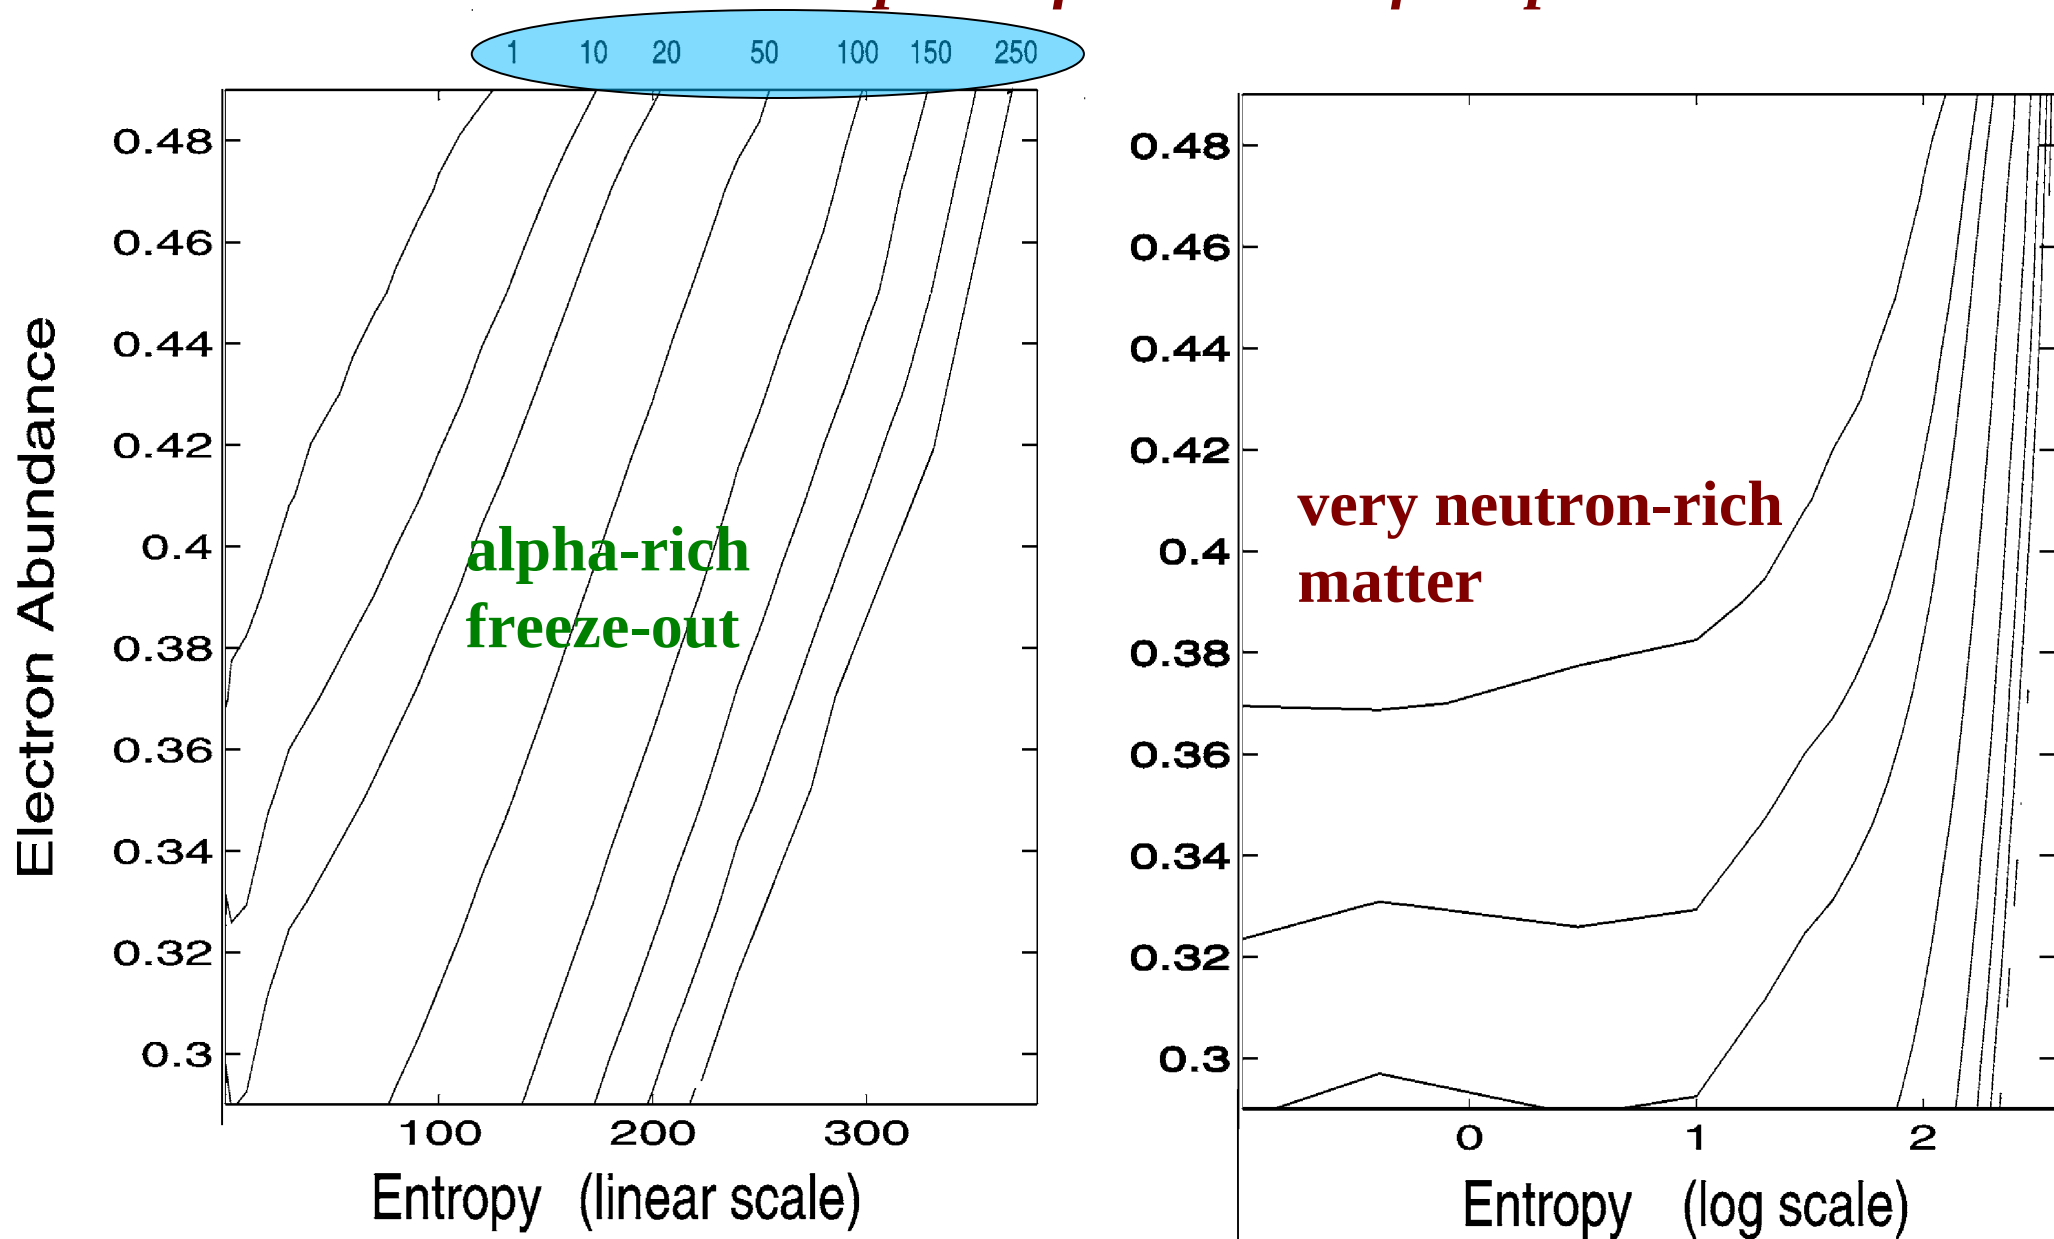 1 10 20 50 100 150 250
0.48
0.46
0.44
0.42
0.4
0.38
0.36
0.34
0.32
0.3
Electron Abundance
alpha-rich
freeze-out
100 200 300
Entropy (linear scale)
0.48
0.46
0.44
0.42
0.4
0.38
0.36
0.34
0.32
0.3
very neutron-rich
matter
0 1 2
Entropy (log scale)